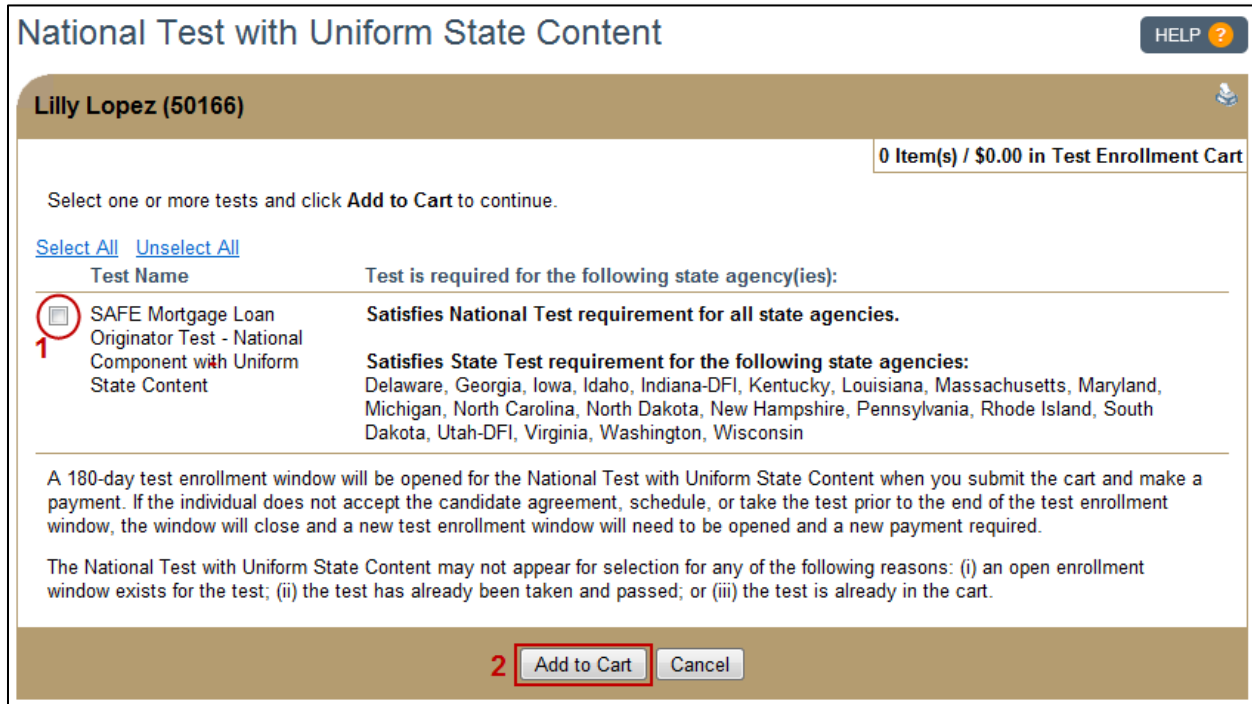 National Test with Uniform State Content
HELP ?
Lilly Lopez (50166)
0 Item(s) / $0.00 in Test Enrollment Cart
Select one or more tests and click Add to Cart to continue.
Select All Unselect All
Test Name Test is required for the following state agency(ies):
SAFE Mortgage Loan Satisfies National Test requirement for all state agencies.
1 Originator Test - National
Component with Uniform Satisfies State Test requirement for the following state agencies:
State Content Delaware, Georgia, Iowa, Idaho, Indiana-DFI, Kentucky, Louisiana, Massachusetts, Maryland,
Michigan, North Carolina, North Dakota, New Hampshire, Pennsylvania, Rhode Island, South
Dakota, Utah-DFI, Virginia, Washington, Wisconsin
A 180-day test enrollment window will be opened for the National Test with Uniform State Content when you submit the cart and make a
payment. If the individual does not accept the candidate agreement, schedule, or take the test prior to the end of the test enrollment
window, the window will close and a new test enrollment window will need to be opened and a new payment required.
The National Test with Uniform State Content may not appear for selection for any of the following reasons: (i) an open enrollment
window exists for the test; (ii) the test has already been taken and passed; or (iii) the test is already in the cart.
2 Add to Cart Cancel